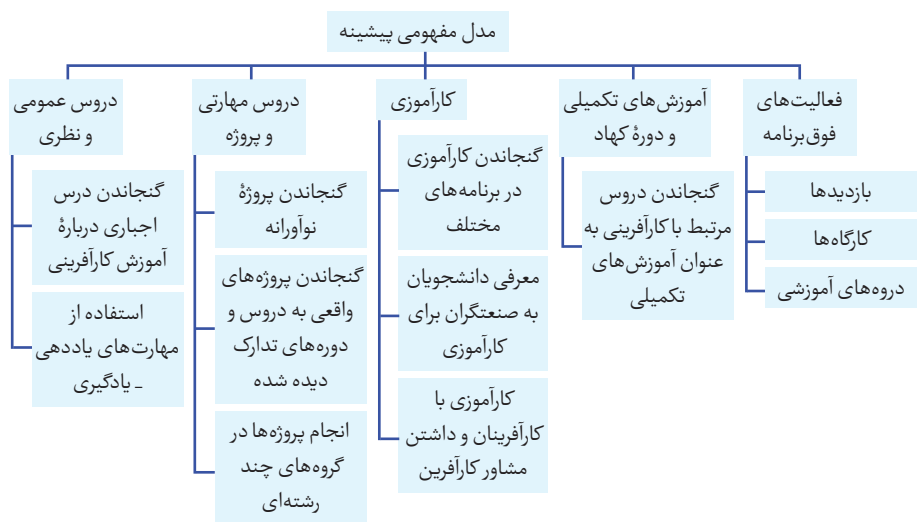 مدل مفهومی پیشینه
فعالیت‌های
فوق‌برنامه
بازدیدها
کارگاه‌ها
دروه‌های آموزشی
آموزش‌های تکمیلی
و دورهٔ کهاد
گنجاندن دروس
مرتبط با کارآفرینی به
عنوان آموزش‌های
تکمیلی
کارآموزی
گنجاندن کارآموزی
در برنامه‌های
مختلف
معرفی دانشجویان
به صنعتگران برای
کارآموزی
کارآموزی با
کارآفرینان و داشتن
مشاور کارآفرین
دروس مهارتی
و پروژه
گنجاندن پروژهٔ
نوآورانه
گنجاندن پروژه‌های
واقعی به دروس و
دوره‌های تدارک
دیده شده
انجام پروژه‌ها در
گروه‌های چند
رشته‌ای
دروس عمومی
و نظری
گنجاندن درس
اجباری دربارهٔ
آموزش کارآفرینی
استفاده از
مهارت‌های یاددهی
ـ یادگیری